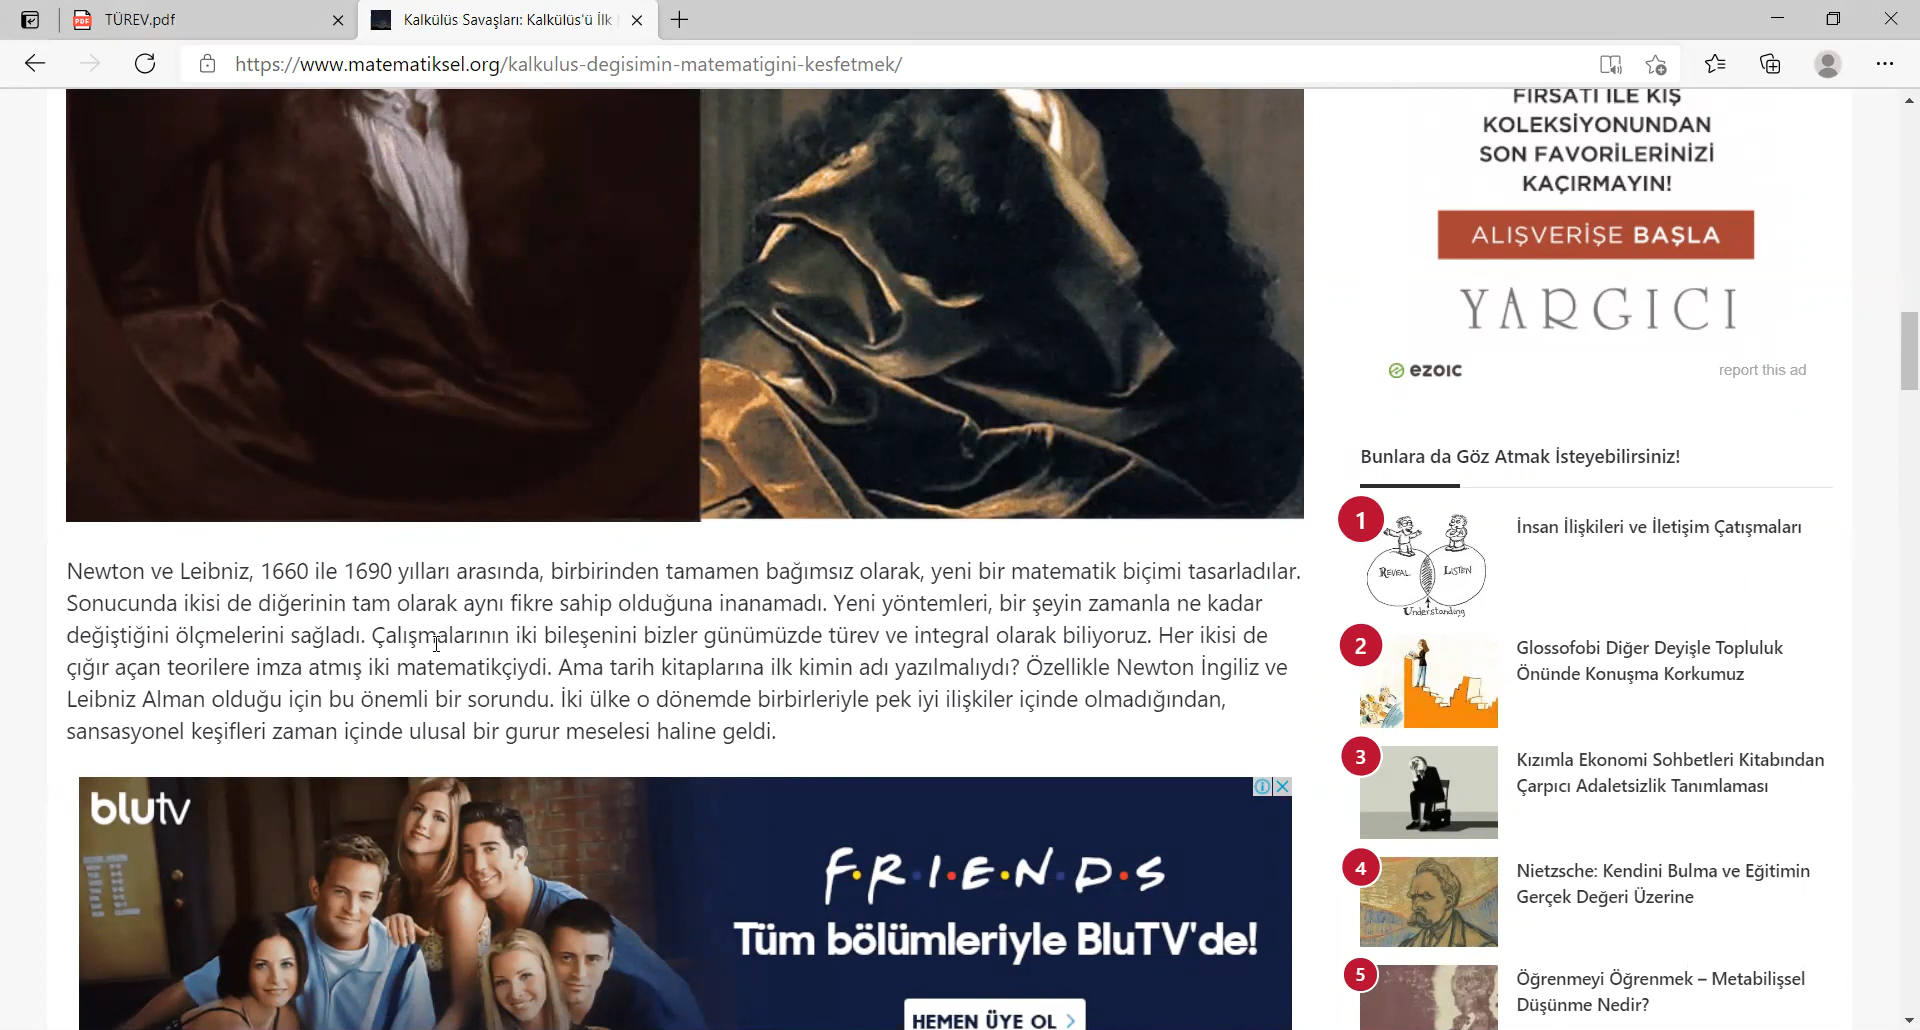 TÜREV.pdf
Kalkülüs Savaşları: Kalkülüs'ü İlk
https://www.matematiksel.org/kalkulus-degisimin-matematigini-kesfetmek/
FIRSATI İLE KIŞ
KOLEKSİYONUNDAN
SON FAVORİLERİNİZİ
KAÇIRMAYIN!
ALIŞVERİŞE BAŞLA
YARGICI
ezoic
report this ad
Newton ve Leibniz, 1660 ile 1690 yılları arasında, birbirinden tamamen bağımsız olarak, yeni bir matematik biçimi tasarladılar.
Sonucunda ikisi de diğerinin tam olarak aynı fikre sahip olduğuna inanamadı. Yeni yöntemleri, bir şeyin zamanla ne kadar
değiştiğini ölçmelerini sağladı. Çalışmalarının iki bileşenini bizler günümüzde türev ve integral olarak biliyoruz. Her ikisi de
çığır açan teorilere imza atmış iki matematikçiydi. Ama tarih kitaplarına ilk kimin adı yazılmalıydı? Özellikle Newton İngiliz ve
Leibniz Alman olduğu için bu önemli bir sorundu. İki ülke o dönemde birbirleriyle pek iyi ilişkiler içinde olmadığından,
sansasyonel keşifleri zaman içinde ulusal bir gurur meselesi haline geldi.
blutv
F·R·I·E·N·D·S
Tüm bölümleriyle BluTV'de!
HEMEN ÜYE OL >
Bunlara da Göz Atmak İsteyebilirsiniz!
1
REVEAL
LISTEN
Understanding
İnsan İlişkileri ve İletişim Çatışmaları
2
Glossofobi Diğer Deyişle Topluluk
Önünde Konuşma Korkumuz
3
Kızımla Ekonomi Sohbetleri Kitabından
Çarpıcı Adaletsizlik Tanımlaması
4
Nietzsche: Kendini Bulma ve Eğitimin
Gerçek Değeri Üzerine
5
Öğrenmeyi Öğrenmek – Metabilişsel
Düşünme Nedir?